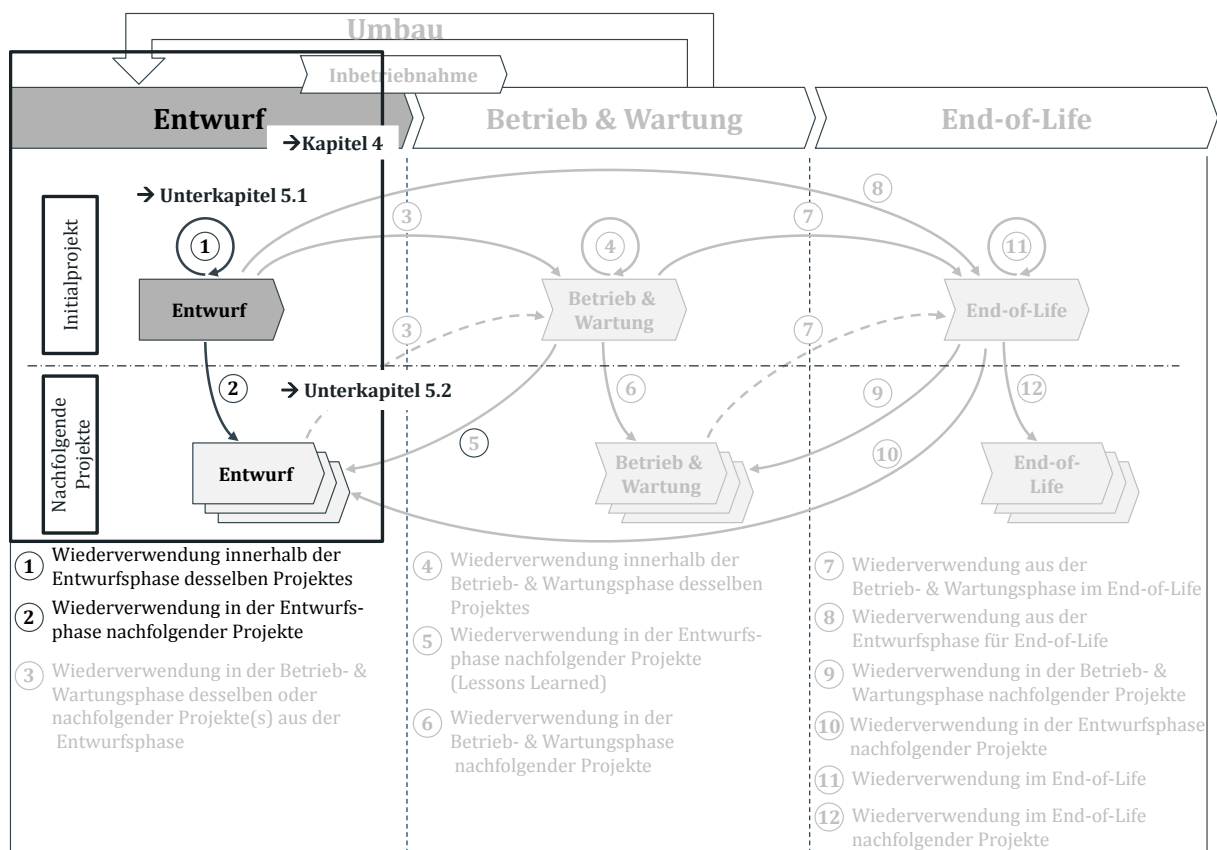 Umbau
Inbetriebnahme
Entwurf
Betrieb & Wartung
End-of-Life
→Kapitel 4
→ Unterkapitel 5.1
8
3
7
Initialprojekt
1
4
11
Entwurf
Betrieb &
Wartung
End-of-Life
3
7
2
→ Unterkapitel 5.2
6
9
12
Nachfolgende
Projekte
5
10
Entwurf
Betrieb &
Wartung
End-of-
Life
1 Wiederverwendung innerhalb der
Entwurfsphase desselben Projektes
2 Wiederverwendung in der Entwurfs-
phase nachfolgender Projekte
3 Wiederverwendung in der Betrieb- &
Wartungsphase desselben oder
nachfolgender Projekte(s) aus der
Entwurfsphase
4 Wiederverwendung innerhalb der
Betrieb- & Wartungsphase desselben
Projektes
5 Wiederverwendung in der Entwurfs-
phase nachfolgender Projekte
(Lessons Learned)
6 Wiederverwendung in der
Betrieb- & Wartungsphase
nachfolgender Projekte
7 Wiederverwendung aus der
Betrieb- & Wartungsphase im End-of-Life
8 Wiederverwendung aus der
Entwurfsphase für End-of-Life
9 Wiederverwendung in der Betrieb- &
Wartungsphase nachfolgender Projekte
10 Wiederverwendung in der Entwurfsphase
nachfolgender Projekte
11 Wiederverwendung im End-of-Life
12 Wiederverwendung im End-of-Life
nachfolgender Projekte